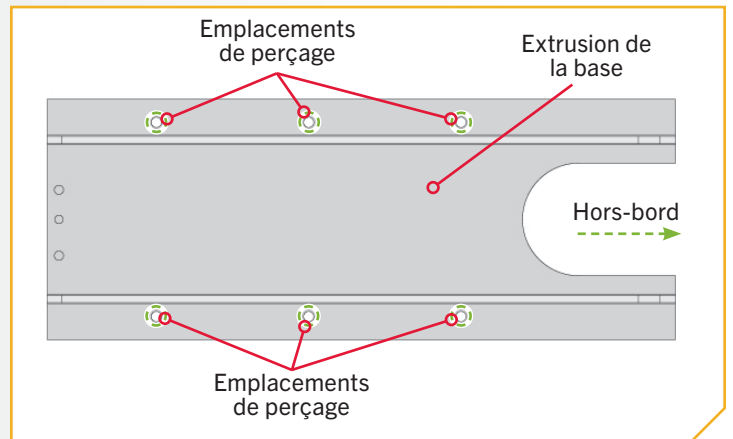 Emplacements
de perçage
Extrusion de
la base
Hors-bord
Emplacements
de perçage